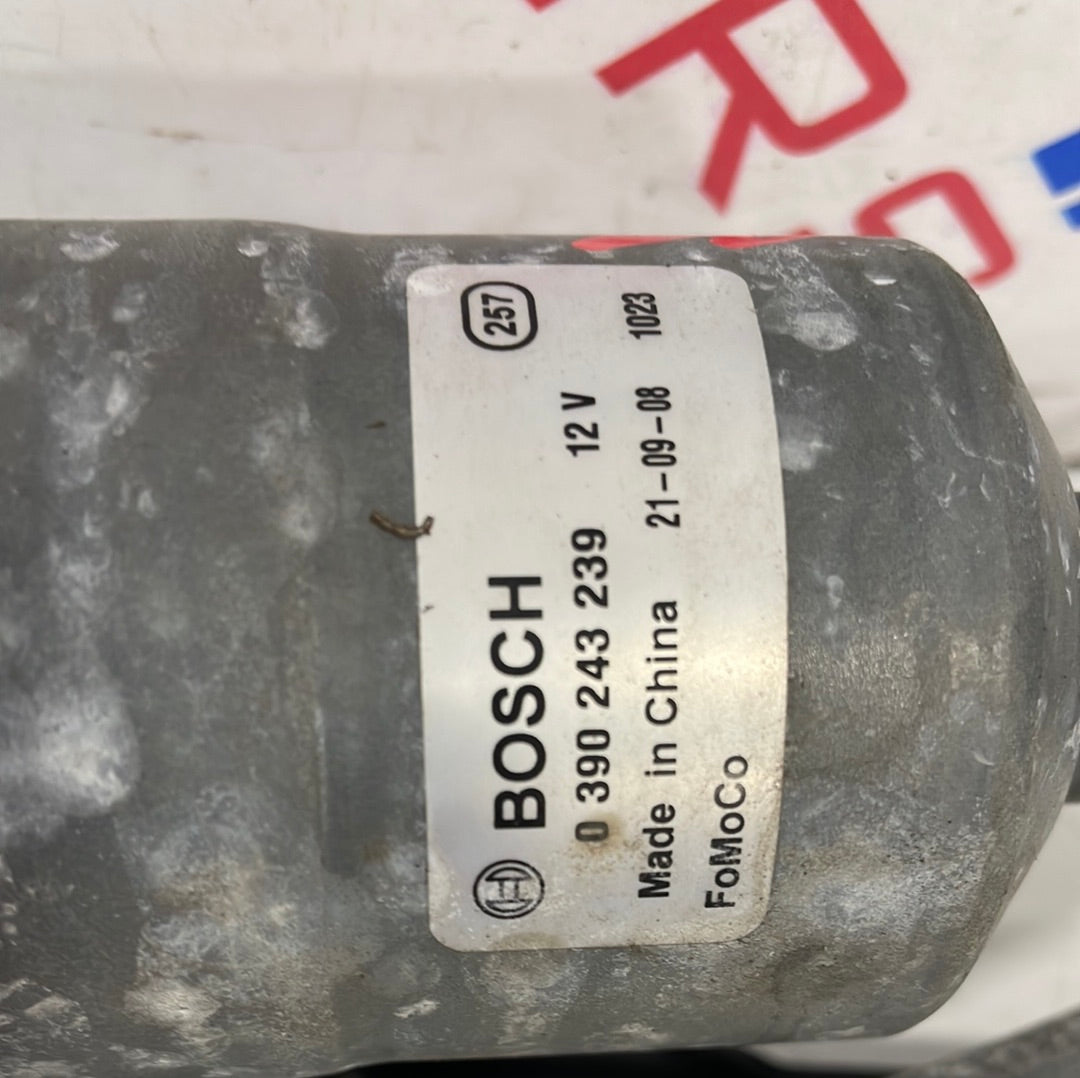 BOSCH 257
0 390 243 239 12 V
Made in China 21-09-08 1023
FoMoCo